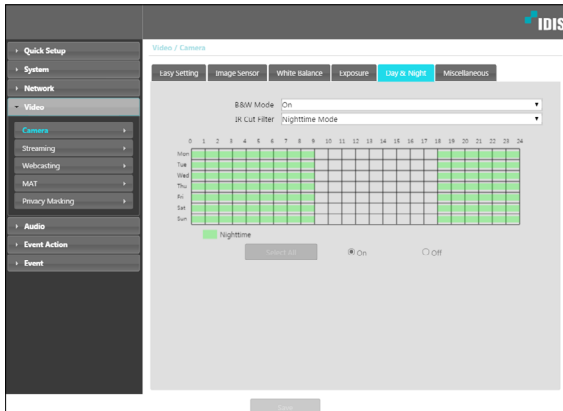 IDIS
Quick Setup
System
Network
Video
Camera
Streaming
Webcasting
MAT
Privacy Masking
Audio
Event Action
Event
Video / Camera
Easy Setting Image Sensor White Balance Exposure Day & Night Miscellaneous
B&W Mode On
IR Cut Filter Nighttime Mode
0 1 2 3 4 5 6 7 8 9 10 11 12 13 14 15 16 17 18 19 20 21 22 23 24
Mon
Tue
Wed
Thu
Fri
Sat
Sun
Nighttime
Select All On Off
Save